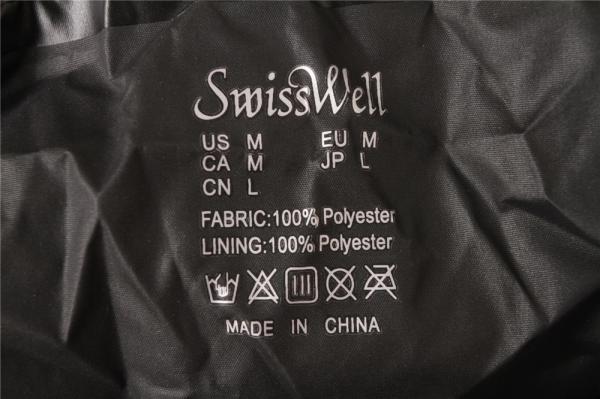 SwissWell
US M EU M
CA M JP L
CN L
FABRIC:100% Polyester
LINING:100% Polyester
MADE IN CHINA